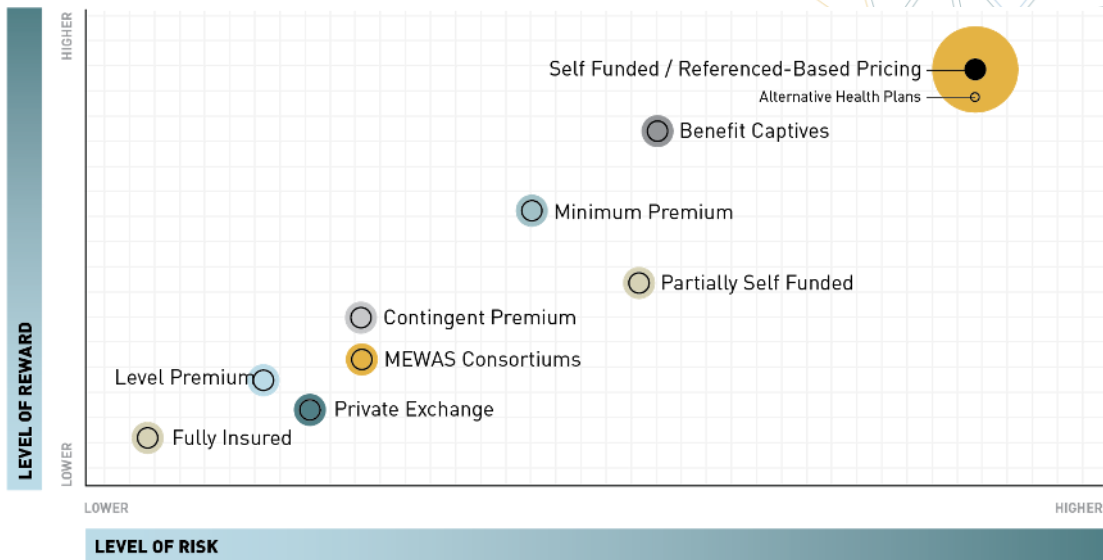 HIGHER
Self Funded / Referenced-Based Pricing
Alternative Health Plans
Benefit Captives
Minimum Premium
Partially Self Funded
Contingent Premium
MEWAS Consortiums
Level Premium
Private Exchange
Fully Insured
LEVEL OF REWARD
LOWER
LOWER
HIGHER
LEVEL OF RISK